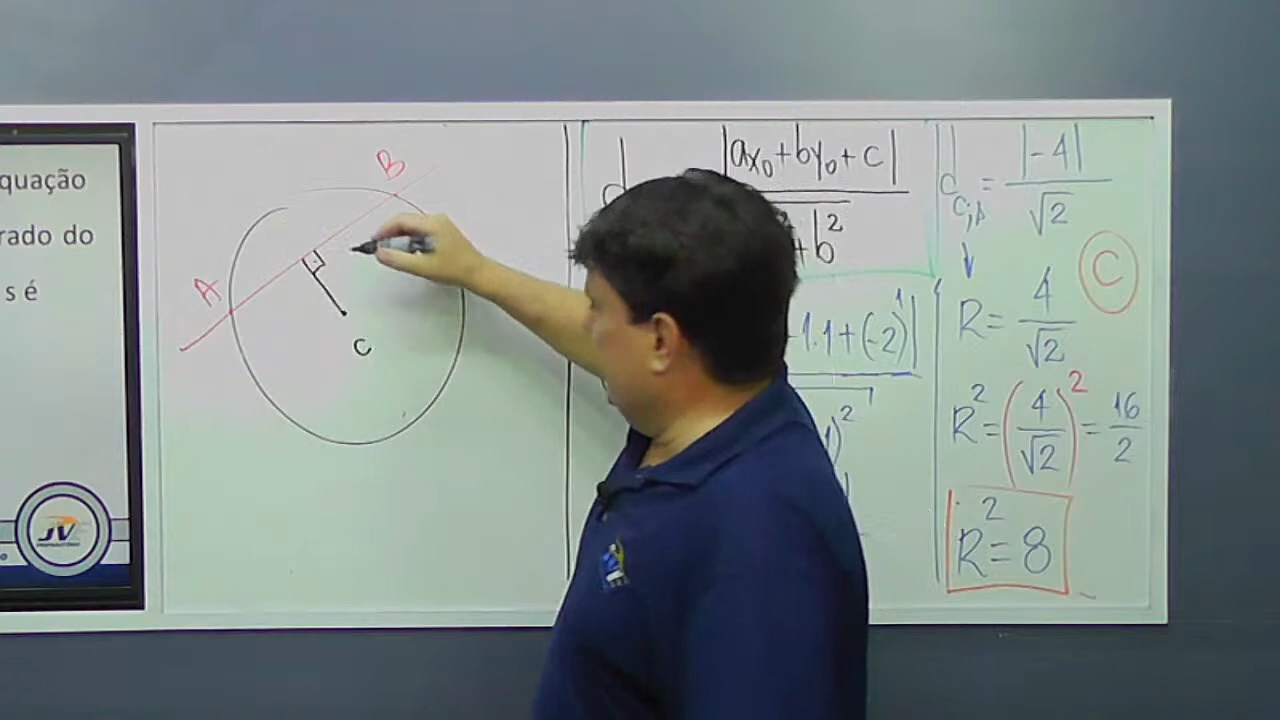 quação
rado do
s é
JV
A
B
C
d
|ax₀+by₀+c|
+b²
-1.1+(-2)|
d c,s = |-4| / √2
R = 4/√2
C
R² = (4/√2)² = 16/2
R² = 8